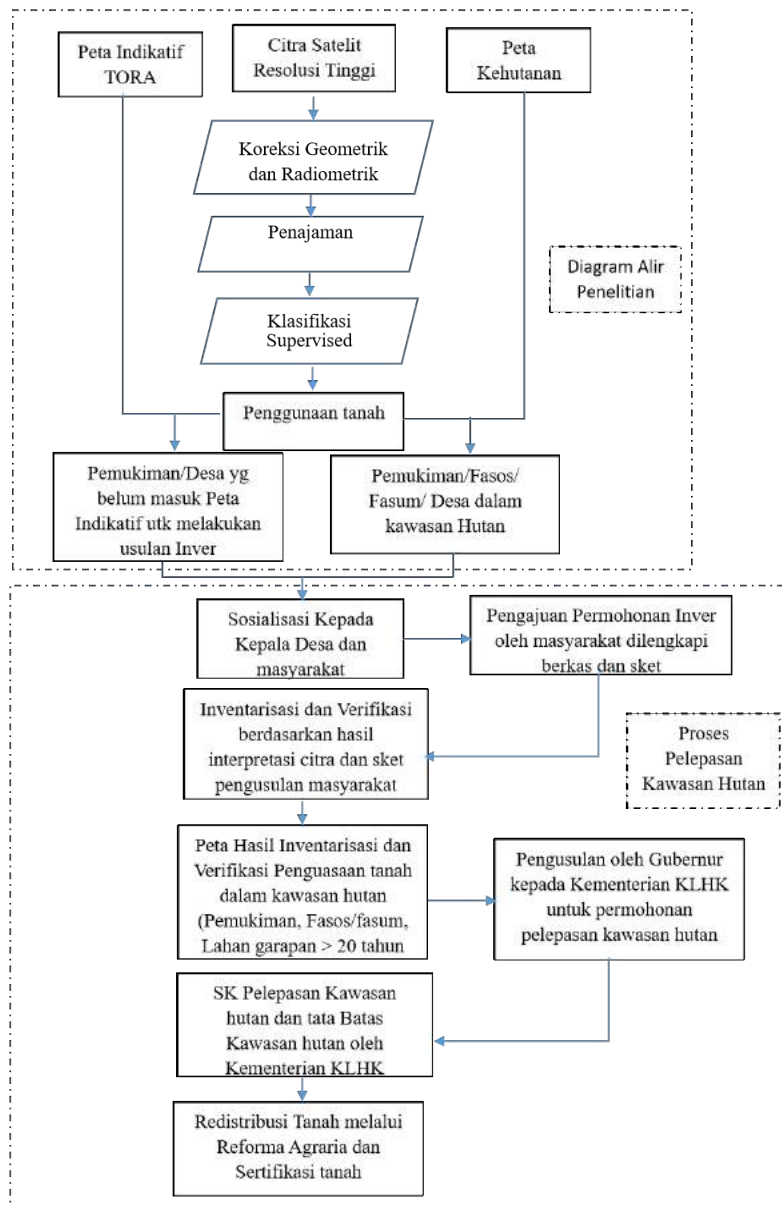 Peta Indikatif
TORA
Citra Satelit
Resolusi Tinggi
Peta
Kehutanan
Koreksi Geometrik
dan Radiometrik
Penajaman
Klasifikasi
Supervised
Diagram Alir
Penelitian
Penggunaan tanah
Pemukiman/Desa yg
belum masuk Peta
Indikatif utk melakukan
usulan Inver
Pemukiman/Fasos/
Fasum/ Desa dalam
kawasan Hutan
Sosialisasi Kepada
Kepala Desa dan
masyarakat
Pengajuan Permohonan Inver
oleh masyarakat dilengkapi
berkas dan sket
Inventarisasi dan Verifikasi
berdasarkan hasil
interpretasi citra dan sket
pengusulan masyarakat
Proses
Pelepasan
Kawasan Hutan
Peta Hasil Inventarisasi dan
Verifikasi Penguasaan tanah
dalam kawasan hutan
(Pemukiman, Fasos/fasum,
Lahan garapan > 20 tahun
Pengusulan oleh Gubernur
kepada Kementerian KLHK
untuk permohonan
pelepasan kawasan hutan
SK Pelepasan Kawasan
hutan dan tata Batas
Kawasan hutan oleh
Kementerian KLHK
Redistribusi Tanah melalui
Reforma Agraria dan
Sertifikasi tanah